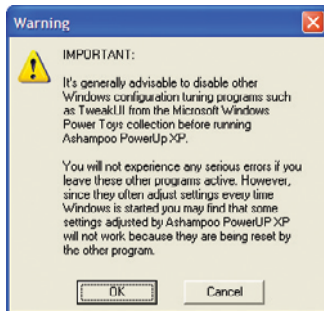 Warning
IMPORTANT:
It's generally advisable to disable other
Windows configuration tuning programs such
as TweakUI from the Microsoft Windows
Power Toys collection before running
Ashampoo PowerUp XP.
You will not experience any serious errors if you
leave these other programs active. However,
since they often adjust settings every time
Windows is started you may find that some
settings adjusted by Ashampoo PowerUP XP
will not work because they are being reset by
the other program.
OK
Cancel